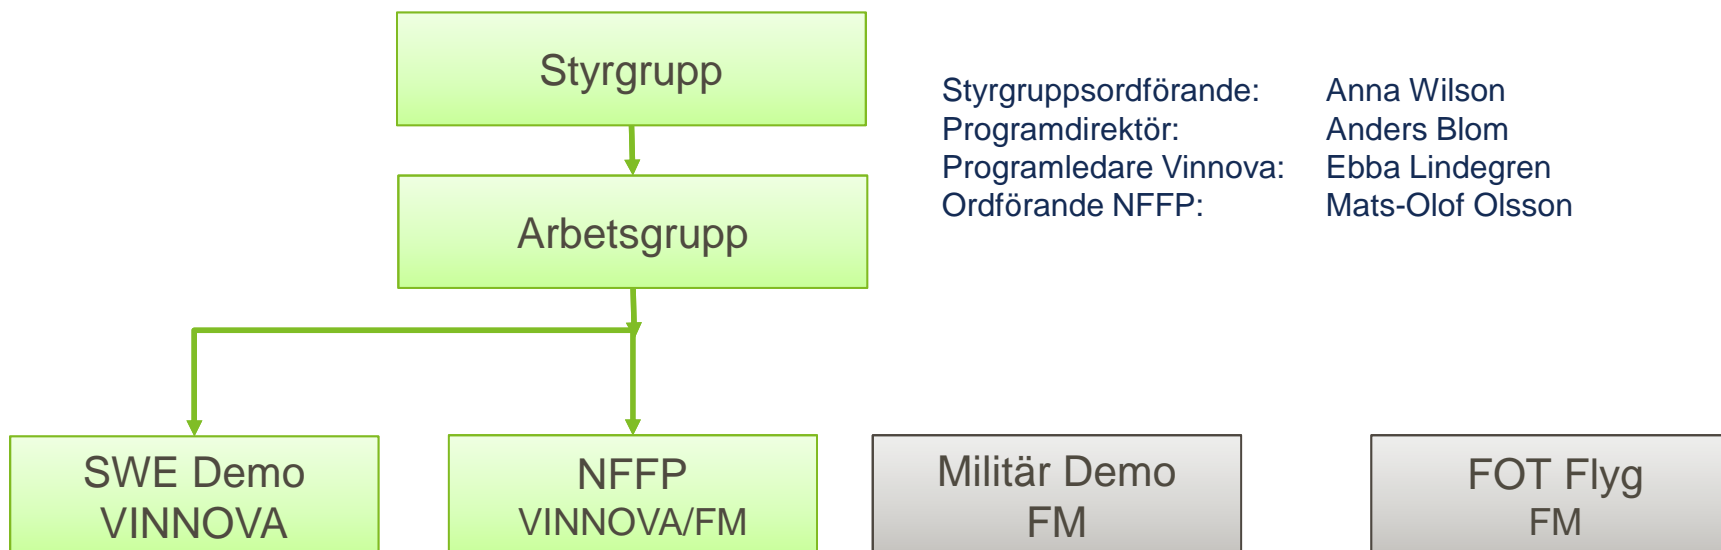 Styrgrupp
Styrgruppsordförande: Anna Wilson
Programdirektör: Anders Blom
Programledare Vinnova: Ebba Lindegren
Ordförande NFFP: Mats-Olof Olsson
Arbetsgrupp
SWE Demo
VINNOVA
NFFP
VINNOVA/FM
Militär Demo
FM
FOT Flyg
FM